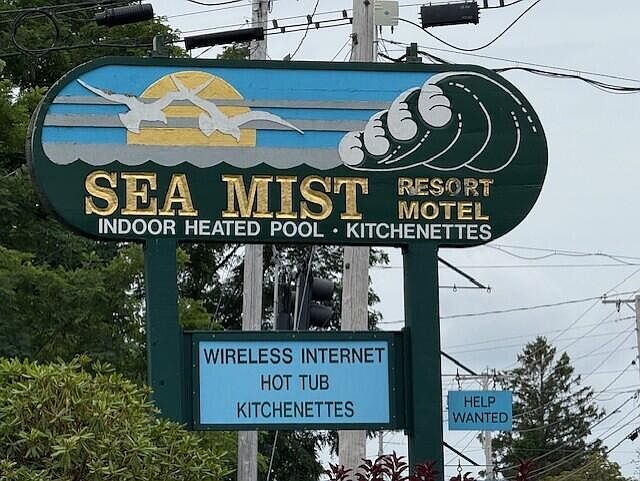 SEA MIST RESORT
MOTEL
INDOOR HEATED POOL · KITCHENETTES
WIRELESS INTERNET
HOT TUB
KITCHENETTES
HELP
WANTED